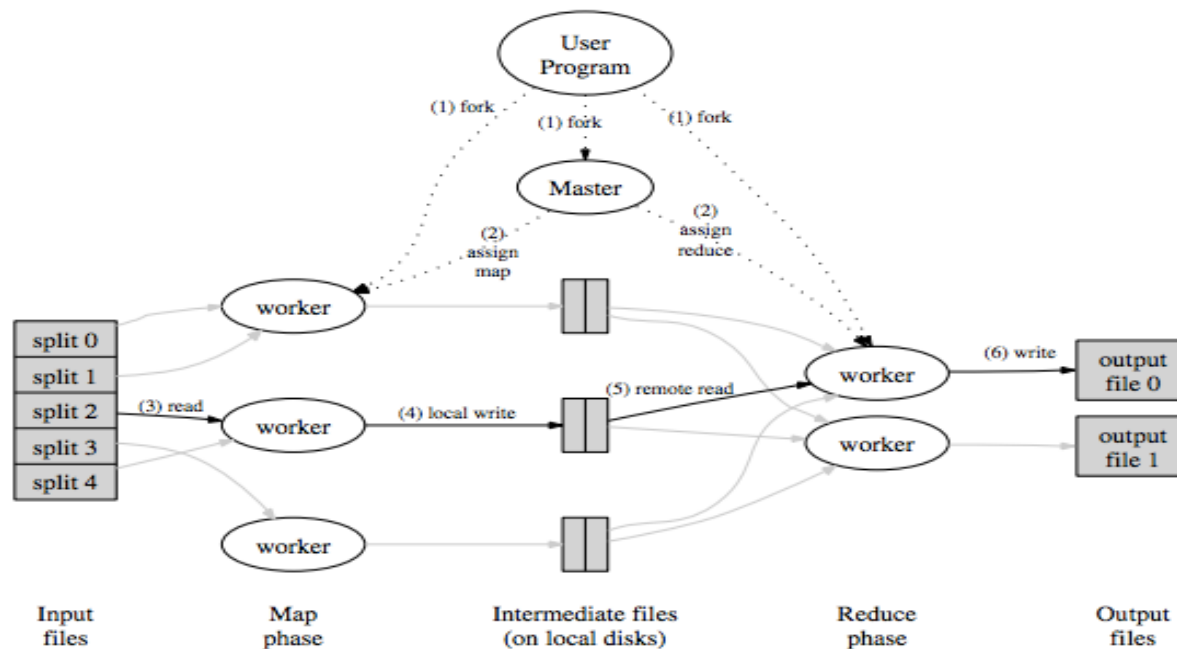 User
Program
(1) fork
(1) fork
(1) fork
Master
(2)
assign
map
(2)
assign
reduce
worker
split 0
split 1
split 2
split 3
split 4
(3) read
worker
(4) local write
(5) remote read
worker
(6) write
output
file 0
worker
output
file 1
worker
Input
files
Map
phase
Intermediate files
(on local disks)
Reduce
phase
Output
files